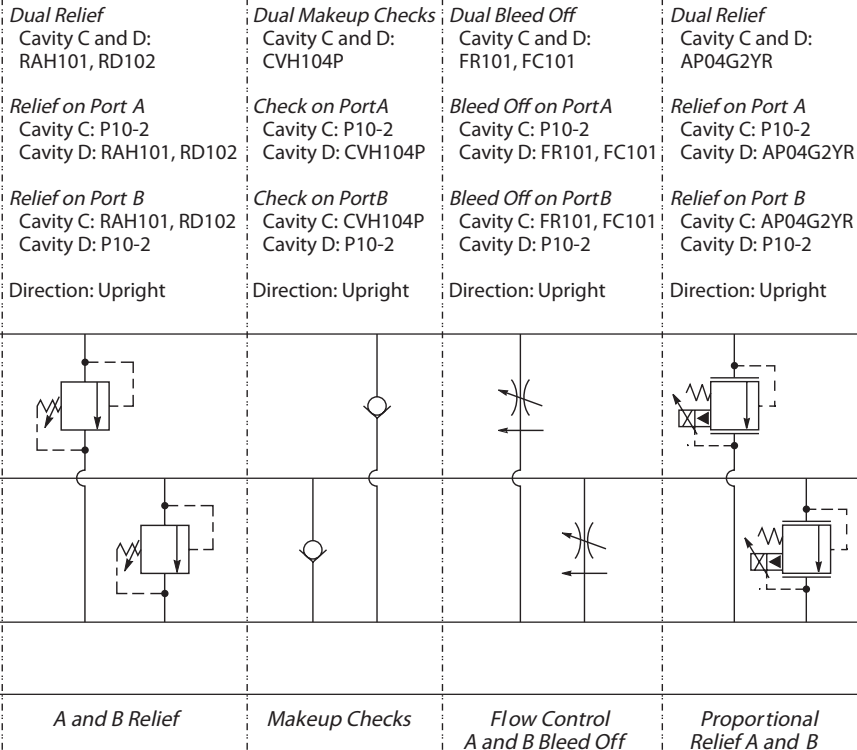 Dual Relief
Cavity C and D:
RAH101, RD102
Relief on Port A
Cavity C: P10-2
Cavity D: RAH101, RD102
Relief on Port B
Cavity C: RAH101, RD102
Cavity D: P10-2
Direction: Upright
A and B Relief
Dual Makeup Checks
Cavity C and D:
CVH104P
Check on PortA
Cavity C: P10-2
Cavity D: CVH104P
Check on PortB
Cavity C: CVH104P
Cavity D: P10-2
Direction: Upright
Makeup Checks
Dual Bleed Off
Cavity C and D:
FR101, FC101
Bleed Off on PortA
Cavity C: P10-2
Cavity D: FR101, FC101
Bleed Off on PortB
Cavity C: FR101, FC101
Cavity D: P10-2
Direction: Upright
Flow Control
A and B Bleed Off
Dual Relief
Cavity C and D:
AP04G2YR
Relief on Port A
Cavity C: P10-2
Cavity D: AP04G2YR
Relief on Port B
Cavity C: AP04G2YR
Cavity D: P10-2
Direction: Upright
Proportional
Relief A and B